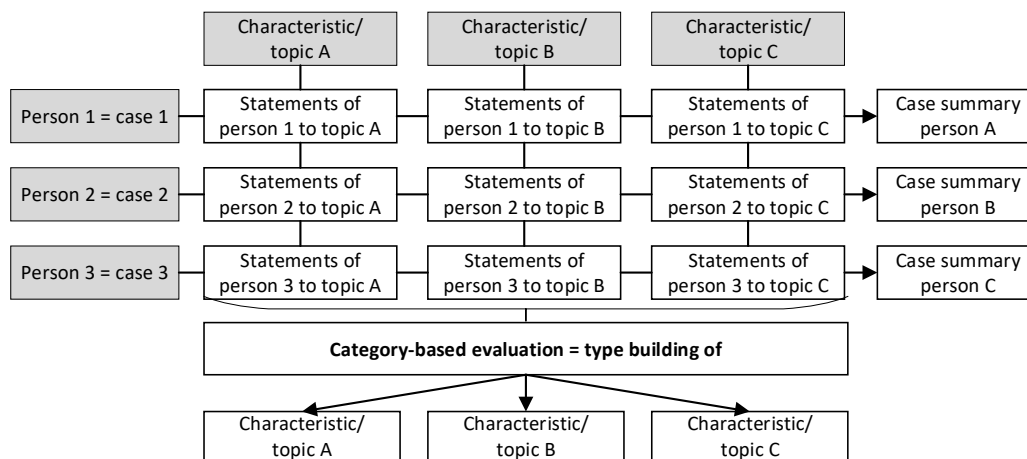 Characteristic/
topic A
Characteristic/
topic B
Characteristic/
topic C
Person 1 = case 1
Statements of
person 1 to topic A
Statements of
person 1 to topic B
Statements of
person 1 to topic C
Case summary
person A
Person 2 = case 2
Statements of
person 2 to topic A
Statements of
person 2 to topic B
Statements of
person 2 to topic C
Case summary
person B
Person 3 = case 3
Statements of
person 3 to topic A
Statements of
person 3 to topic B
Statements of
person 3 to topic C
Case summary
person C
Category-based evaluation = type building of
Characteristic/
topic A
Characteristic/
topic B
Characteristic/
topic C